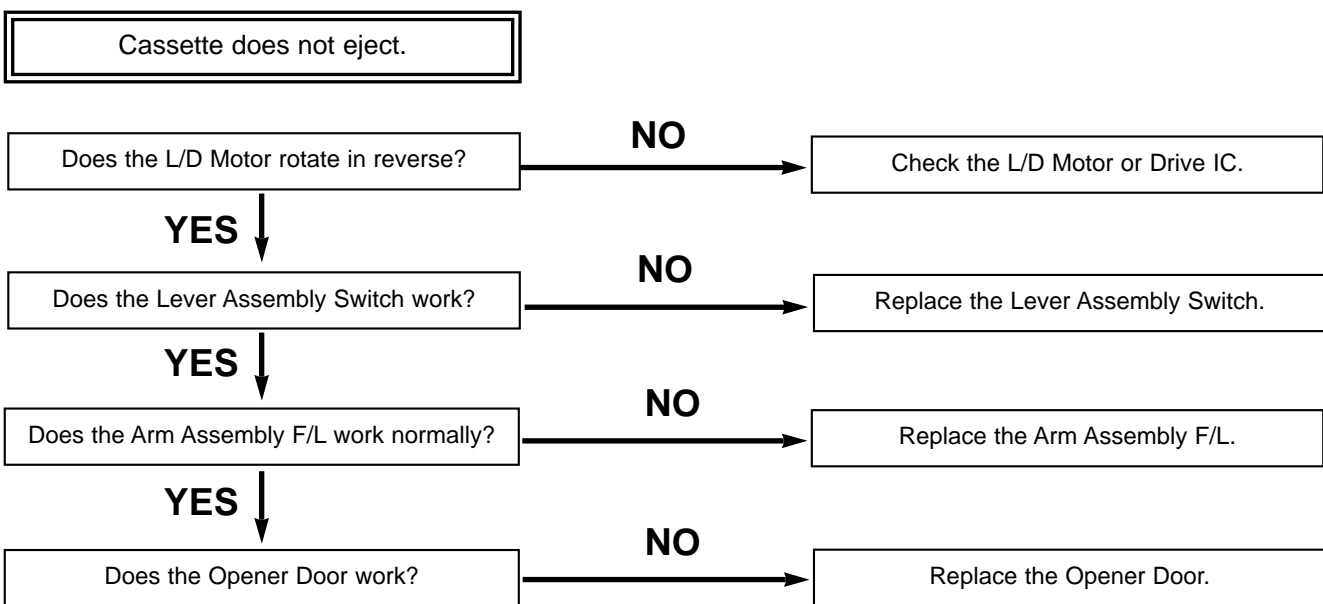 Cassette does not eject.
Does the L/D Motor rotate in reverse?
NO
Check the L/D Motor or Drive IC.
YES
Does the Lever Assembly Switch work?
NO
Replace the Lever Assembly Switch.
YES
Does the Arm Assembly F/L work normally?
NO
Replace the Arm Assembly F/L.
YES
Does the Opener Door work?
NO
Replace the Opener Door.